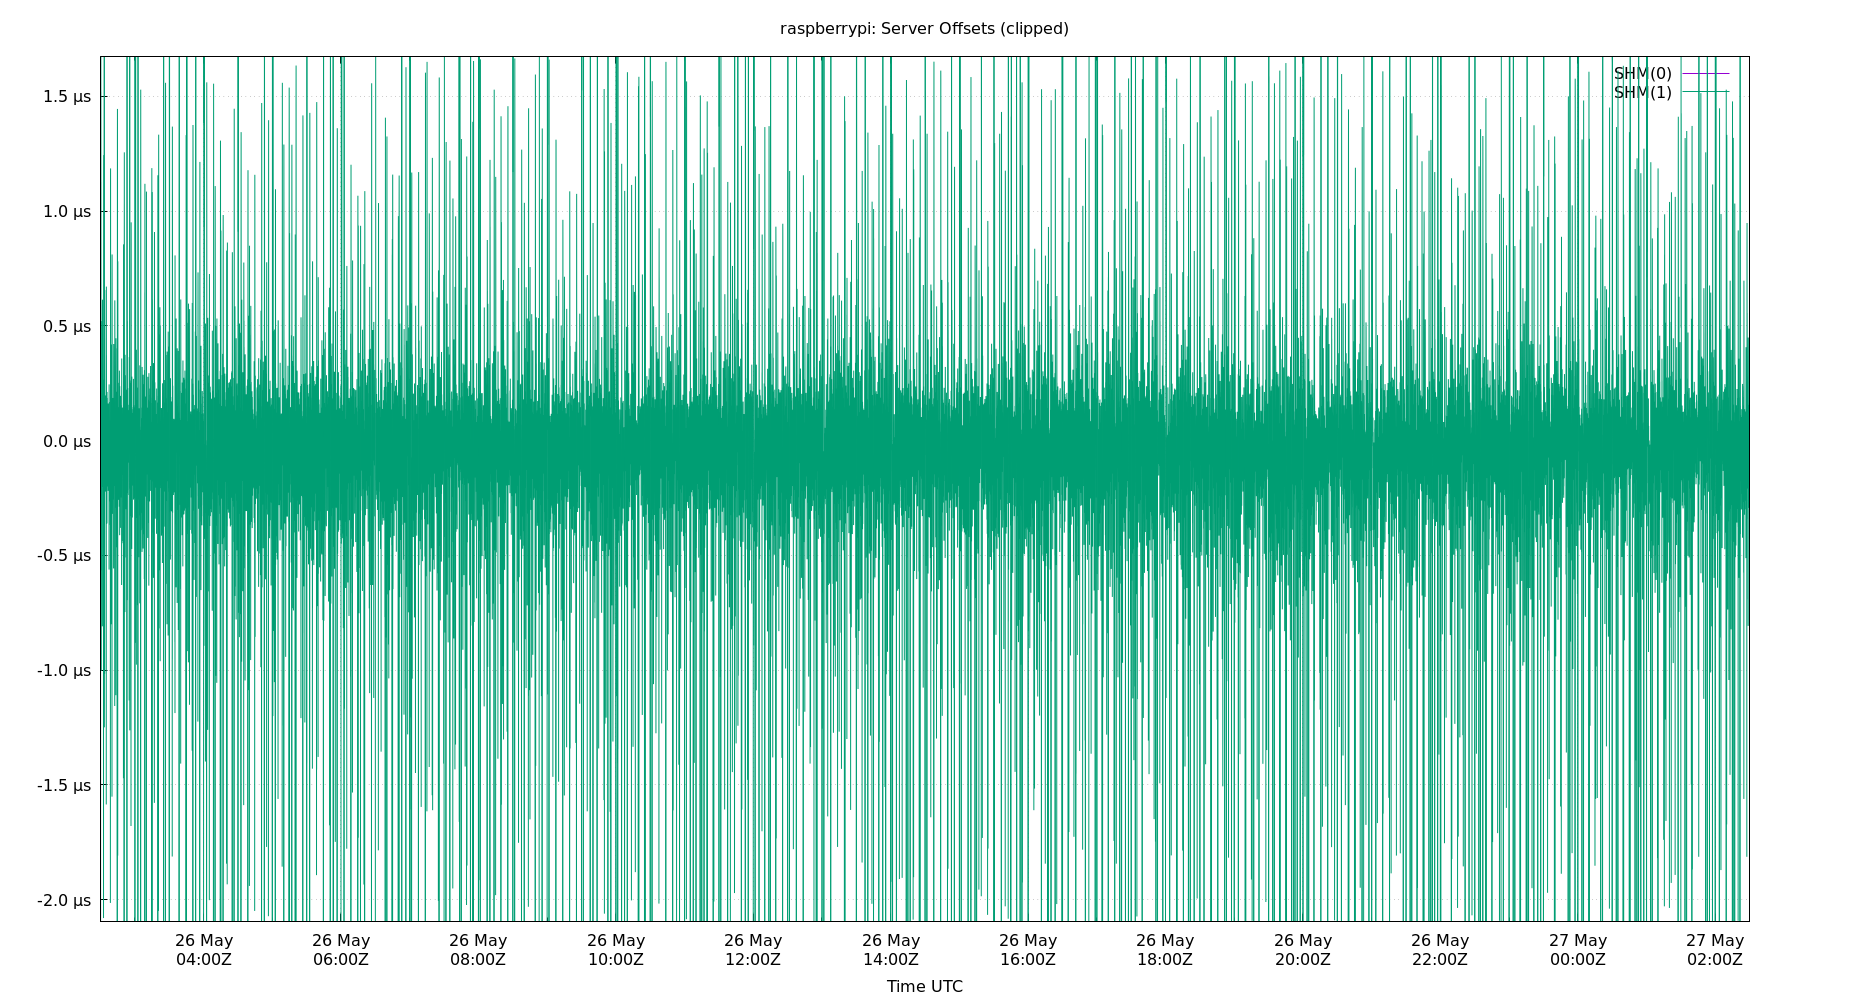 raspberrypi: Server Offsets (clipped)
SHM(0)
SHM(1)
1.5 µs
1.0 µs
0.5 µs
0.0 µs
-0.5 µs
-1.0 µs
-1.5 µs
-2.0 µs
26 May 26 May 26 May 26 May 26 May 26 May 26 May 26 May 26 May 26 May 27 May 27 May
04:00Z 06:00Z 08:00Z 10:00Z 12:00Z 14:00Z 16:00Z 18:00Z 20:00Z 22:00Z 00:00Z 02:00Z
Time UTC